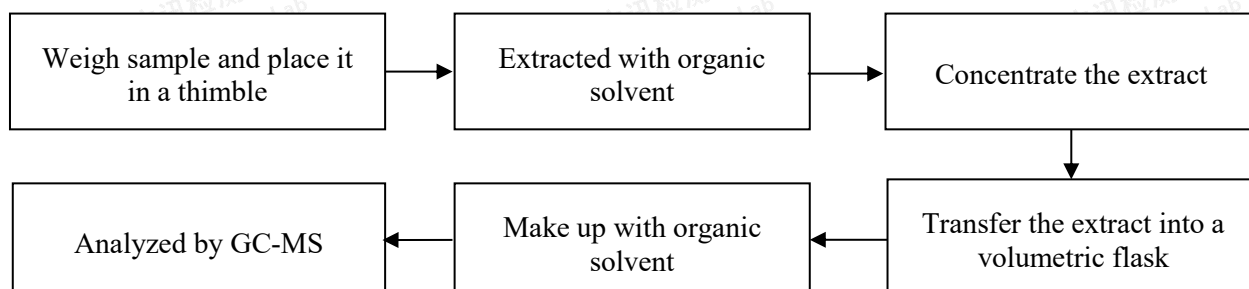 Weigh sample and place it
in a thimble
Extracted with organic
solvent
Concentrate the extract
Transfer the extract into a
volumetric flask
Make up with organic
solvent
Analyzed by GC-MS